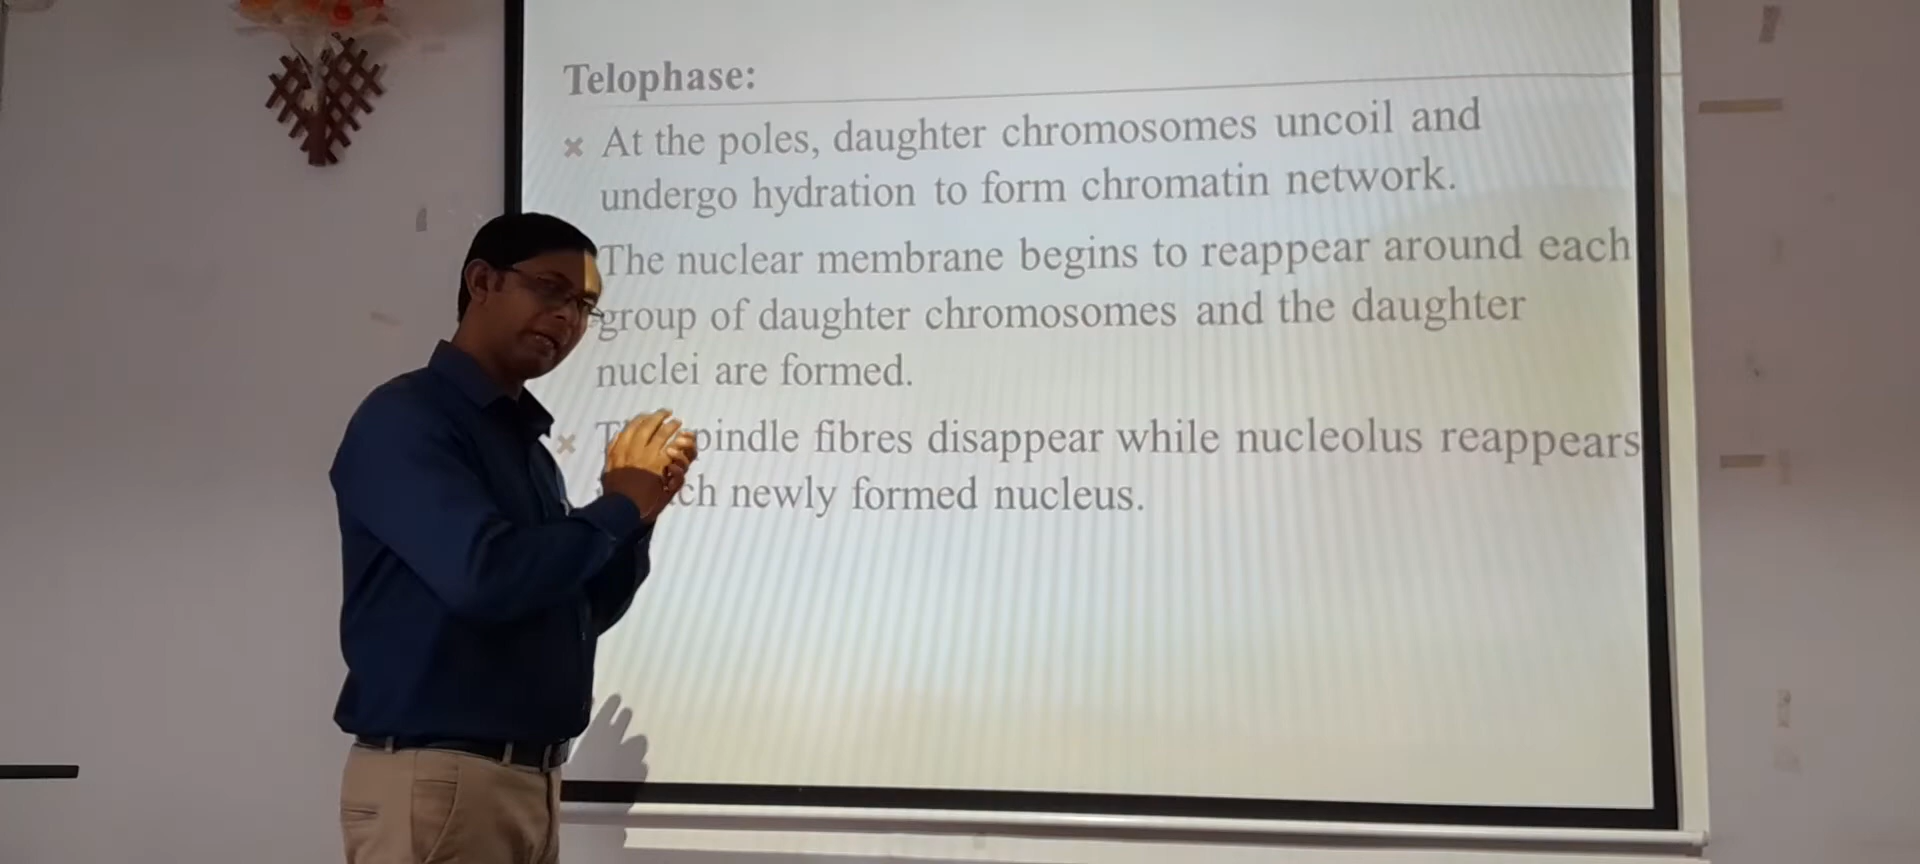 Telophase:
At the poles, daughter chromosomes uncoil and
undergo hydration to form chromatin network.
The nuclear membrane begins to reappear around each
group of daughter chromosomes and the daughter
nuclei are formed.
fibres disappear while nucleolus reappears
newly formed nucleus.